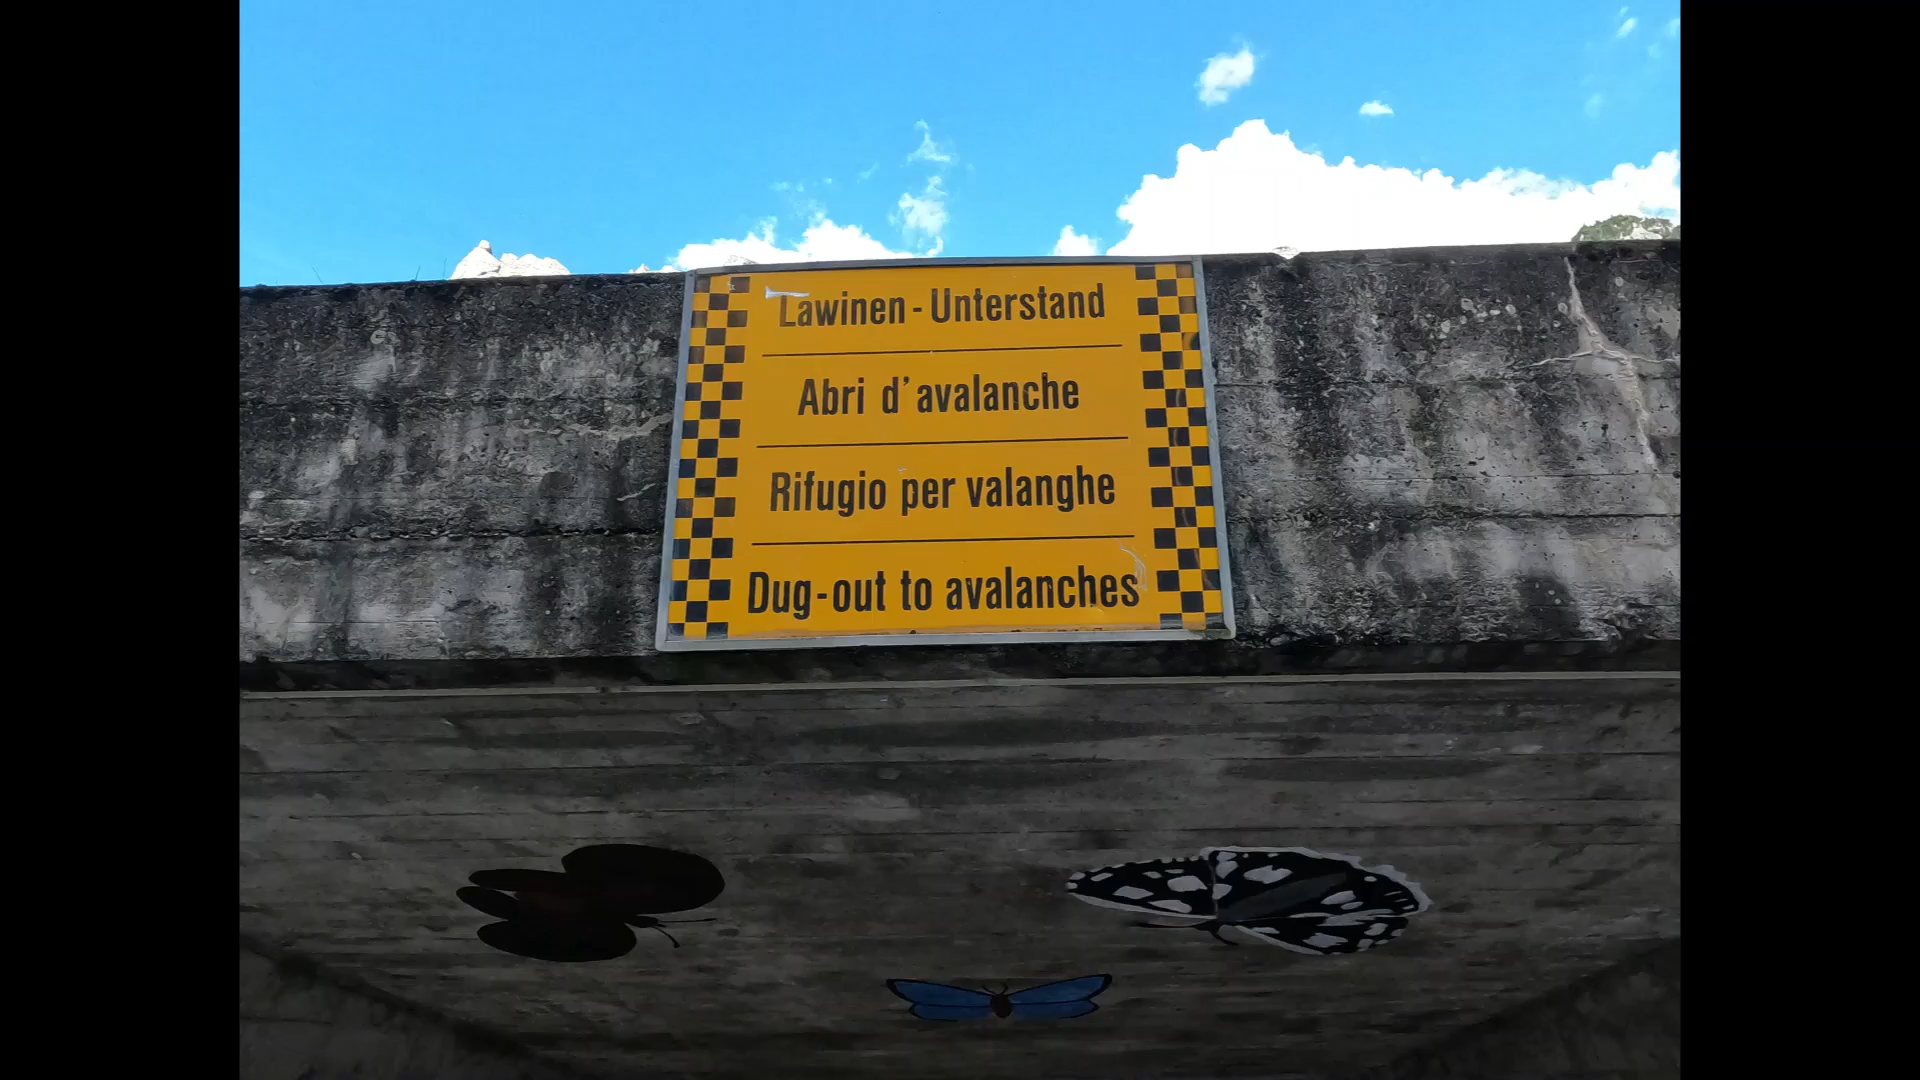 Lawinen-Unterstand
Abri d'avalanche
Rifugio per valanghe
Dug-out to avalanches